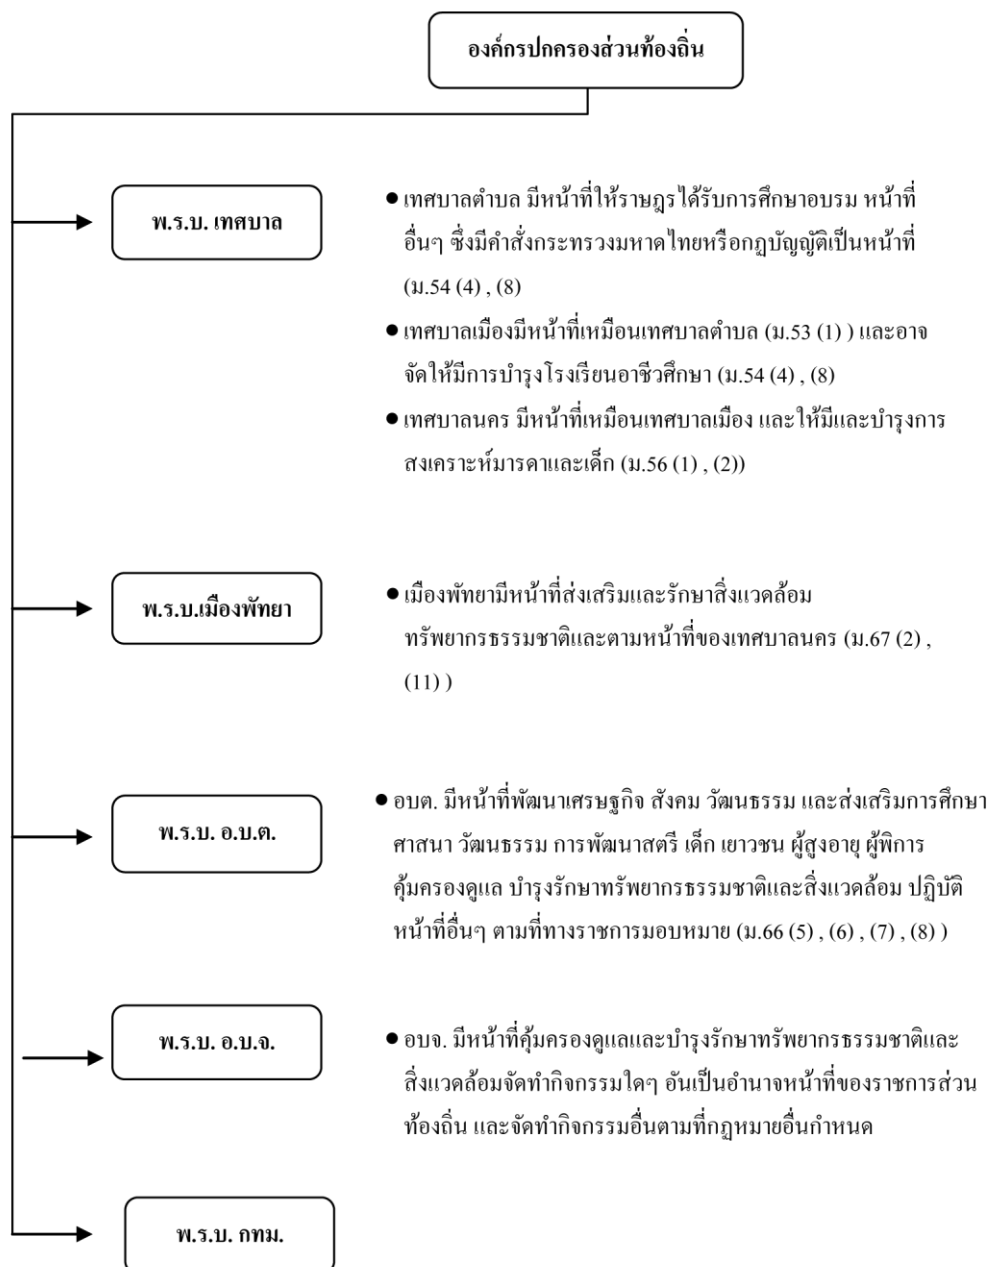 องค์กรปกครองส่วนท้องถิ่น
พ.ร.บ. เทศบาล
● เทศบาลตำบล มีหน้าที่ให้ราษฎรได้รับการศึกษาอบรม หน้าที่
อื่นๆ ซึ่งมีคำสั่งกระทรวงมหาดไทยหรือกฎบัญญัติเป็นหน้าที่
(ม.54 (4) , (8)
● เทศบาลเมืองมีหน้าที่เหมือนเทศบาลตำบล (ม.53 (1) ) และอาจ
จัดให้มีการบำรุงโรงเรียนอาชีวศึกษา (ม.54 (4) , (8)
● เทศบาลนคร มีหน้าที่เหมือนเทศบาลเมือง และให้มีและบำรุงการ
สงเคราะห์มารดาและเด็ก (ม.56 (1) , (2))
พ.ร.บ.เมืองพัทยา
● เมืองพัทยามีหน้าที่ส่งเสริมและรักษาสิ่งแวดล้อม
ทรัพยากรธรรมชาติและตามหน้าที่ของเทศบาลนคร (ม.67 (2) ,
(11) )
พ.ร.บ. อ.บ.ต.
● อบต. มีหน้าที่พัฒนาเศรษฐกิจ สังคม วัฒนธรรม และส่งเสริมการศึกษา
ศาสนา วัฒนธรรม การพัฒนาสตรี เด็ก เยาวชน ผู้สูงอายุ ผู้พิการ
คุ้มครองดูแล บำรุงรักษาทรัพยากรธรรมชาติและสิ่งแวดล้อม ปฏิบัติ
หน้าที่อื่นๆ ตามที่ทางราชการมอบหมาย (ม.66 (5) , (6) , (7) , (8) )
พ.ร.บ. อ.บ.จ.
● อบจ. มีหน้าที่คุ้มครองดูแลและบำรุงรักษาทรัพยากรธรรมชาติและ
สิ่งแวดล้อมจัดทำกิจกรรมใดๆ อันเป็นอำนาจหน้าที่ของราชการส่วน
ท้องถิ่น และจัดทำกิจกรรมอื่นตามที่กฎหมายอื่นกำหนด
พ.ร.บ. กทม.